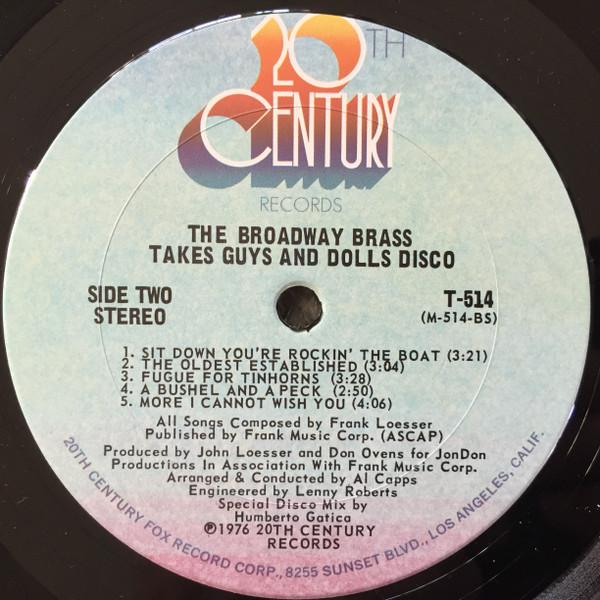 20TH
CENTURY
RECORDS
THE BROADWAY BRASS
TAKES GUYS AND DOLLS DISCO
SIDE TWO
STEREO
T-514
(M-514-BS)
1. SIT DOWN YOU'RE ROCKIN' THE BOAT (3:21)
2. THE OLDEST ESTABLISHED (3:04)
3. FUGUE FOR TINHORNS (3:28)
4. A BUSHEL AND A PECK (2:50)
5. MORE I CANNOT WISH YOU (4:06)
All Songs Composed by Frank Loesser
Published by Frank Music Corp. (ASCAP)
Produced by John Loesser and Don Ovens for JonDon
Productions In Association With Frank Music Corp.
Arranged & Conducted by Al Capps
Engineered by Lenny Roberts
Special Disco Mix by
Humberto Gatica
℗1976 20TH CENTURY
RECORDS
20TH CENTURY FOX RECORD CORP., 8255 SUNSET BLVD., LOS ANGELES, CALIF.